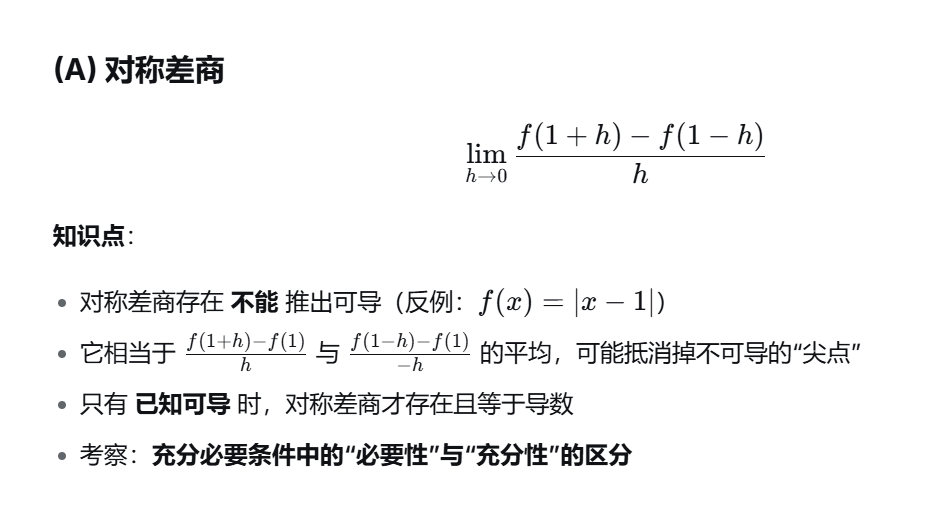 (A) 对称差商
$$\lim_{h \to 0} \frac{f(1+h) - f(1-h)}{h}$$
知识点：
• 对称差商存在 不能 推出可导（反例：$f(x) = |x-1|$）
• 它相当于 $\frac{f(1+h)-f(1)}{h}$ 与 $\frac{f(1-h)-f(1)}{-h}$ 的平均，可能抵消掉不可导的“尖点”
• 只有 已知可导 时，对称差商才存在且等于导数
• 考察：充分必要条件中的“必要性”与“充分性”的区分